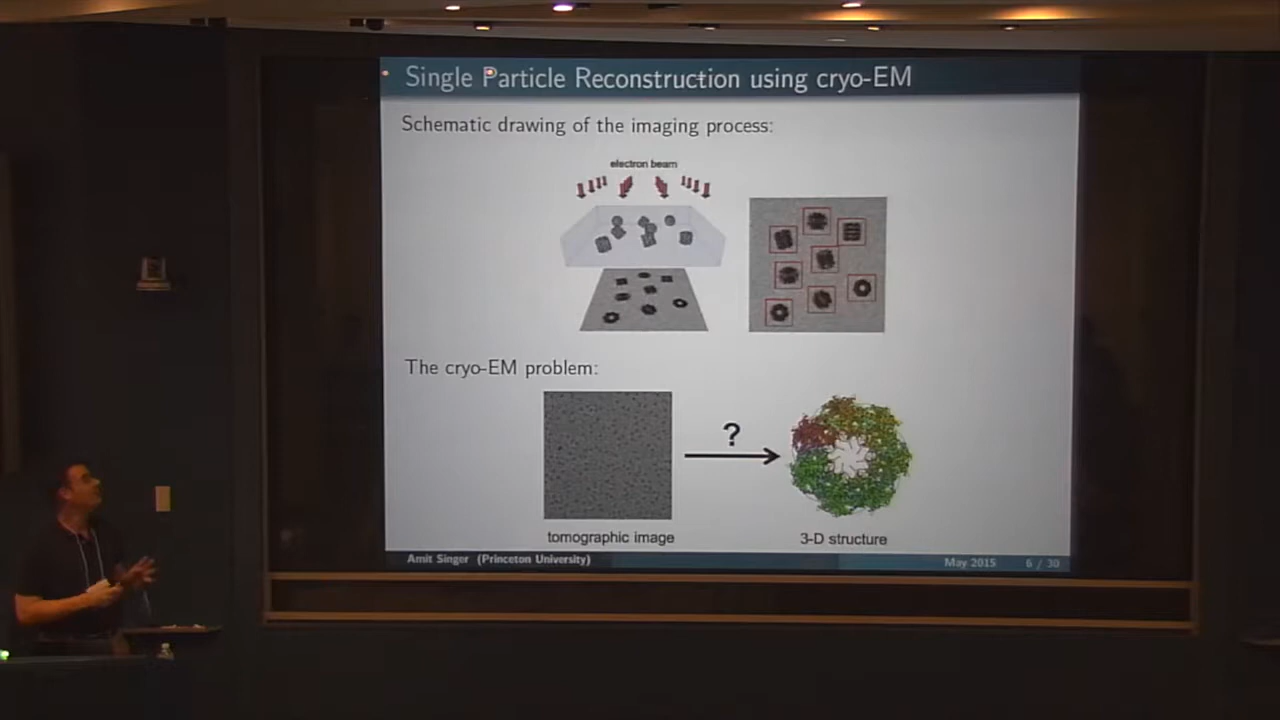 Single Particle Reconstruction using cryo-EM
Schematic drawing of the imaging process:
electron beam
The cryo-EM problem:
?
tomographic image
3-D structure
Amit Singer (Princeton University)
May 2015
6 / 30